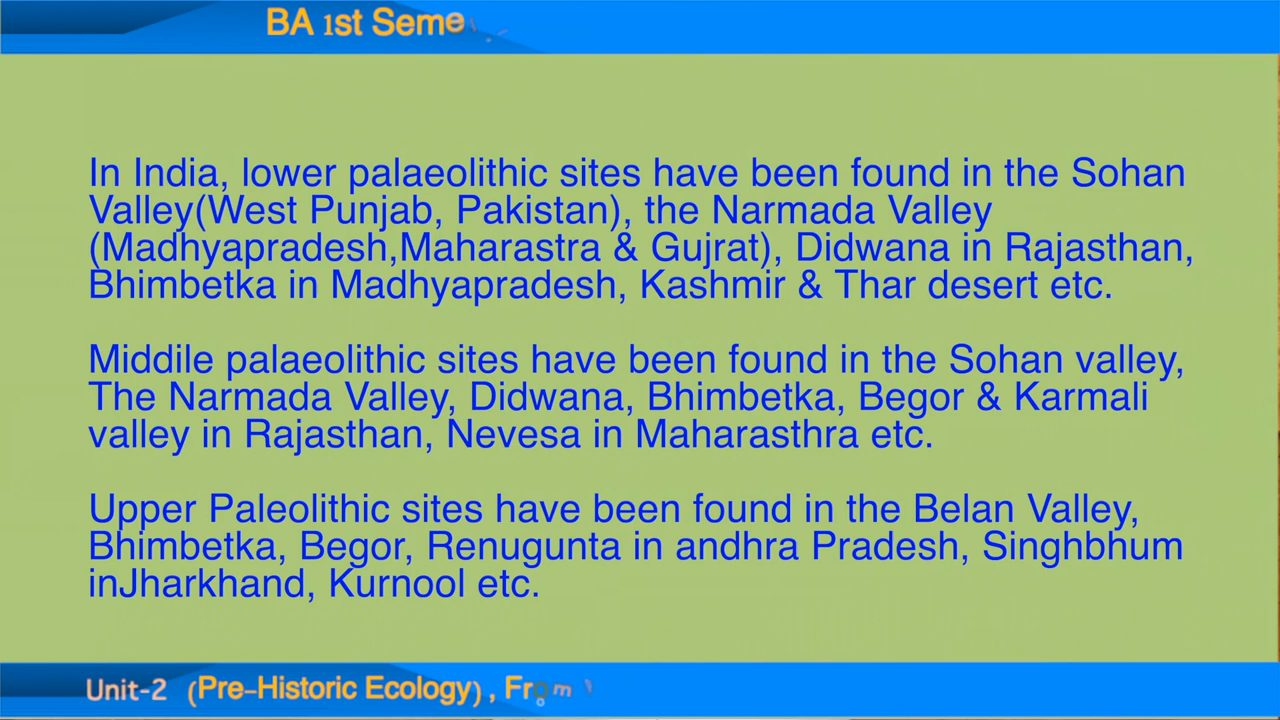 BA 1st Seme
In India, lower palaeolithic sites have been found in the Sohan
Valley(West Punjab, Pakistan), the Narmada Valley
(Madhyapradesh,Maharastra & Gujrat), Didwana in Rajasthan,
Bhimbetka in Madhyapradesh, Kashmir & Thar desert etc.
Middile palaeolithic sites have been found in the Sohan valley,
The Narmada Valley, Didwana, Bhimbetka, Begor & Karmali
valley in Rajasthan, Nevesa in Maharasthra etc.
Upper Paleolithic sites have been found in the Belan Valley,
Bhimbetka, Begor, Renugunta in andhra Pradesh, Singhbhum
inJharkhand, Kurnool etc.
Unit-2 (Pre-Historic Ecology) , From